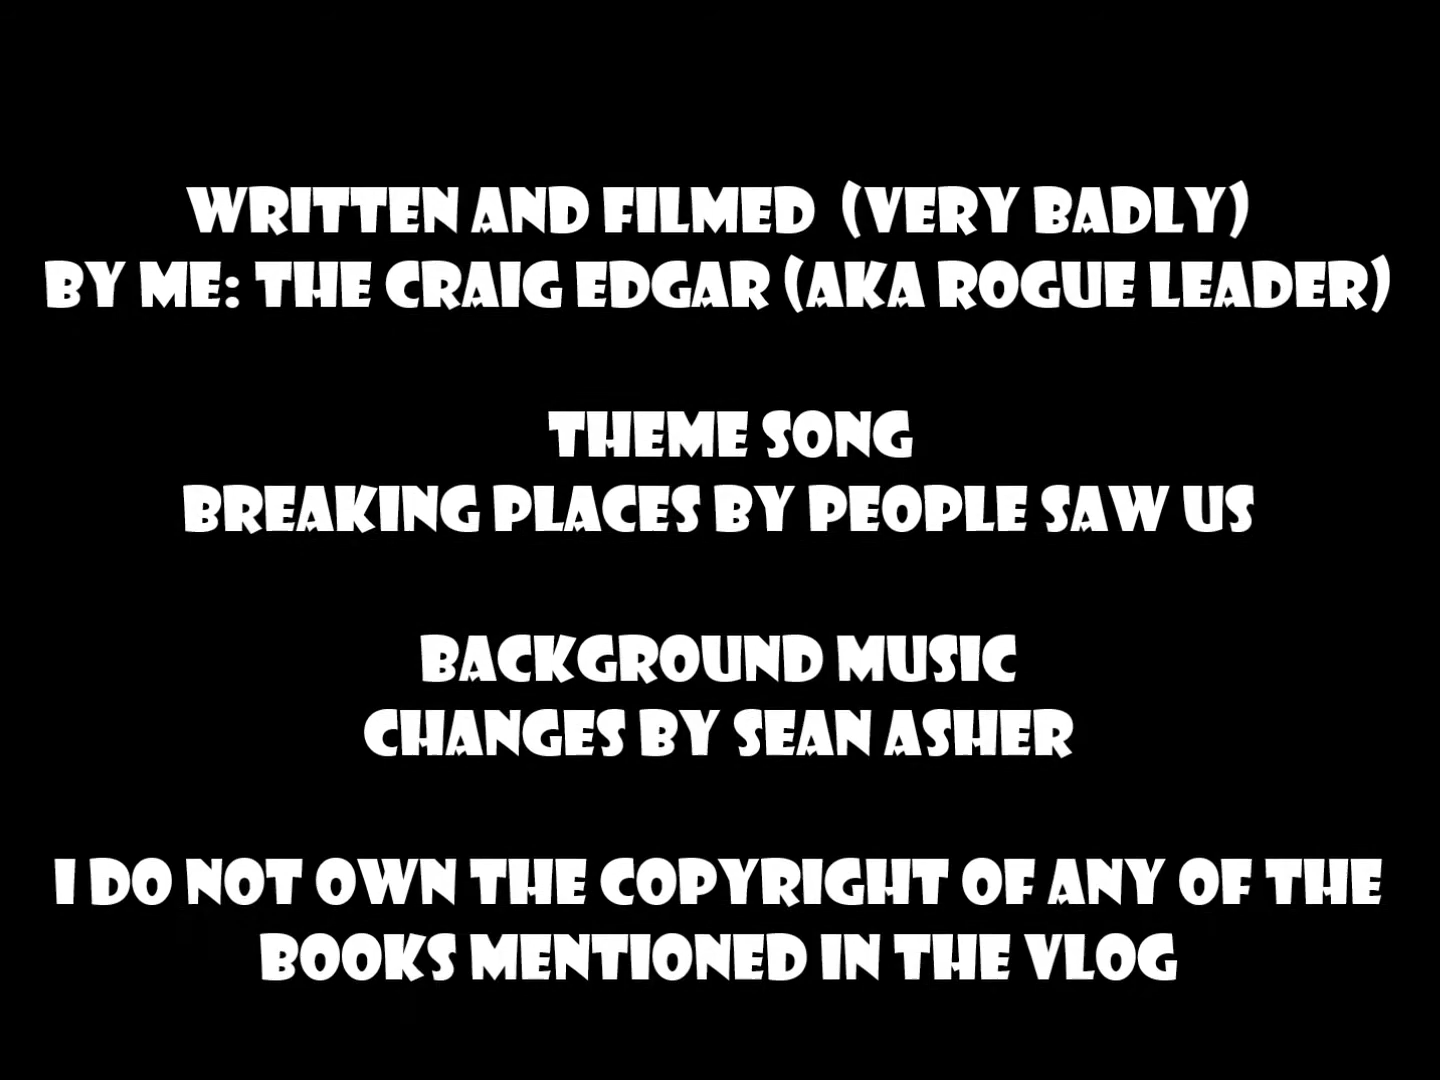 WRITTEN AND FILMED (VERY BADLY)
BY ME: THE CRAIG EDGAR (AKA ROGUE LEADER)
THEME SONG
BREAKING PLACES BY PEOPLE SAW US
BACKGROUND MUSIC
CHANGES BY SEAN ASHER
I DO NOT OWN THE COPYRIGHT OF ANY OF THE
BOOKS MENTIONED IN THE VLOG